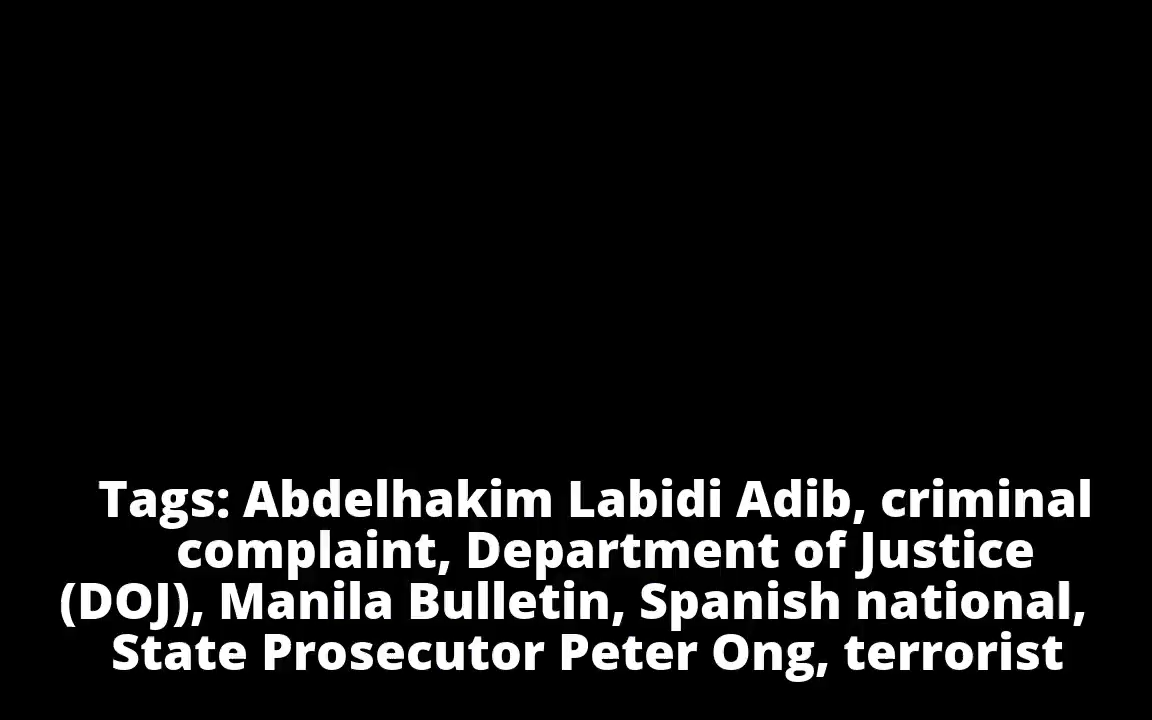 Tags: Abdelhakim Labidi Adib, criminal
complaint, Department of Justice
(DOJ), Manila Bulletin, Spanish national,
State Prosecutor Peter Ong, terrorist